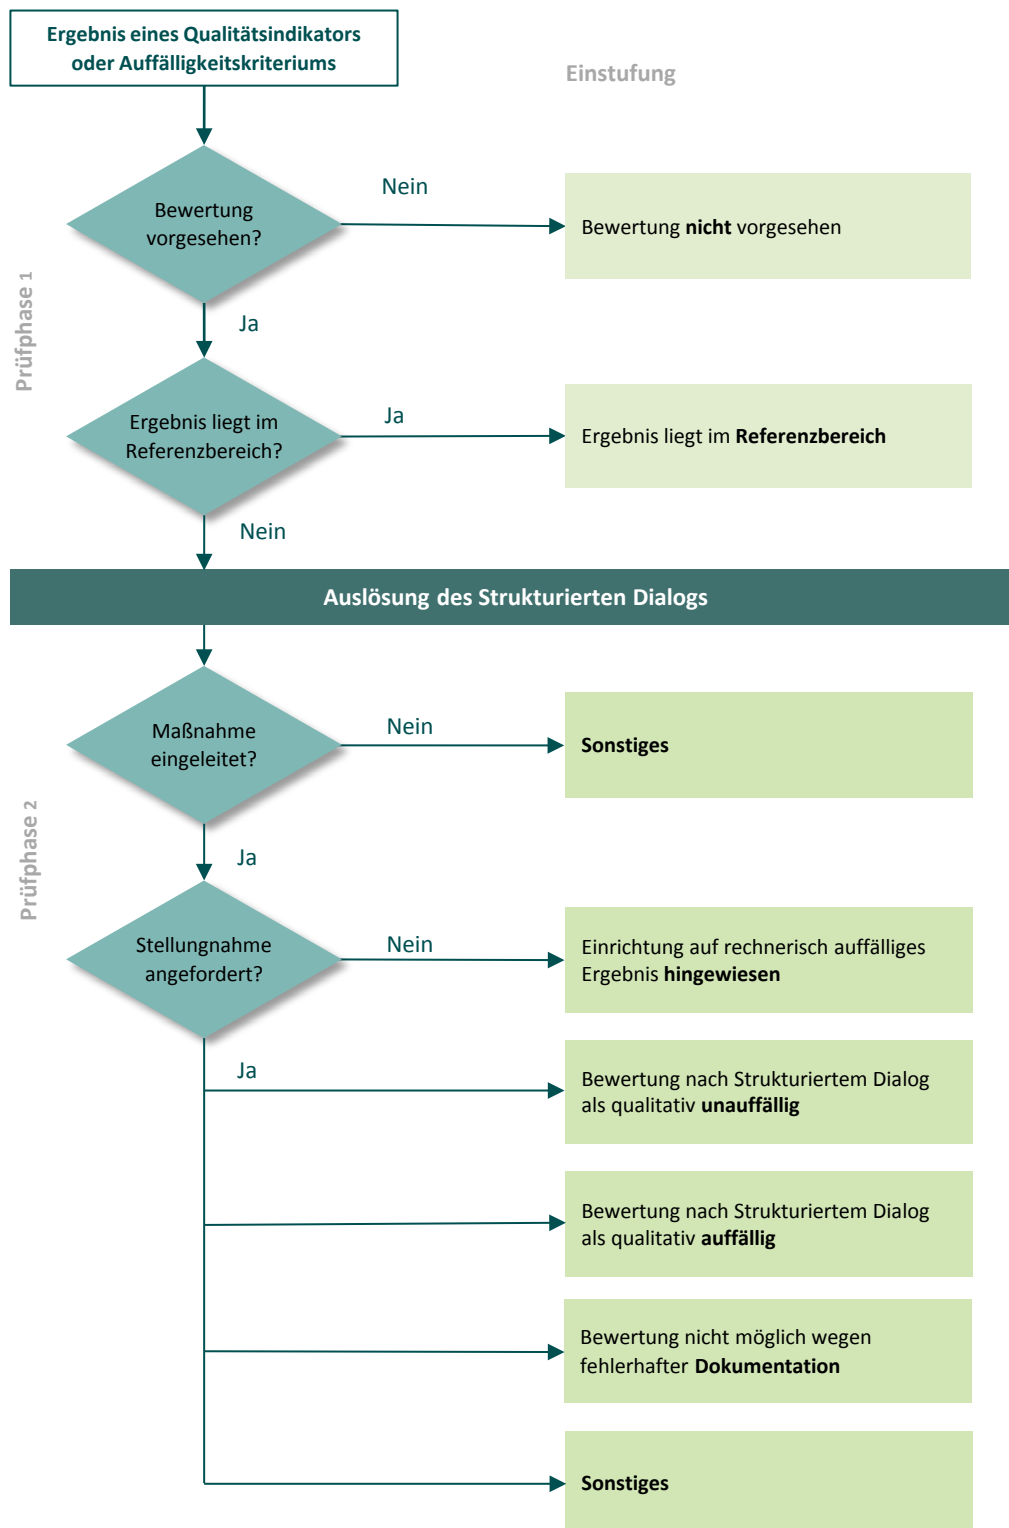 Ergebnis eines Qualitätsindikators
oder Auffälligkeitskriteriums
Einstufung
Prüfphase 1
Bewertung
vorgesehen?
Nein
Bewertung nicht vorgesehen
Ja
Ergebnis liegt im
Referenzbereich?
Ja
Ergebnis liegt im Referenzbereich
Nein
Auslösung des Strukturierten Dialogs
Prüfphase 2
Maßnahme
eingeleitet?
Nein
Sonstiges
Ja
Stellungnahme
angefordert?
Nein
Einrichtung auf rechnerisch auffälliges
Ergebnis hingewiesen
Ja
Bewertung nach Strukturiertem Dialog
als qualitativ unauffällig
Bewertung nach Strukturiertem Dialog
als qualitativ auffällig
Bewertung nicht möglich wegen
fehlerhafter Dokumentation
Sonstiges